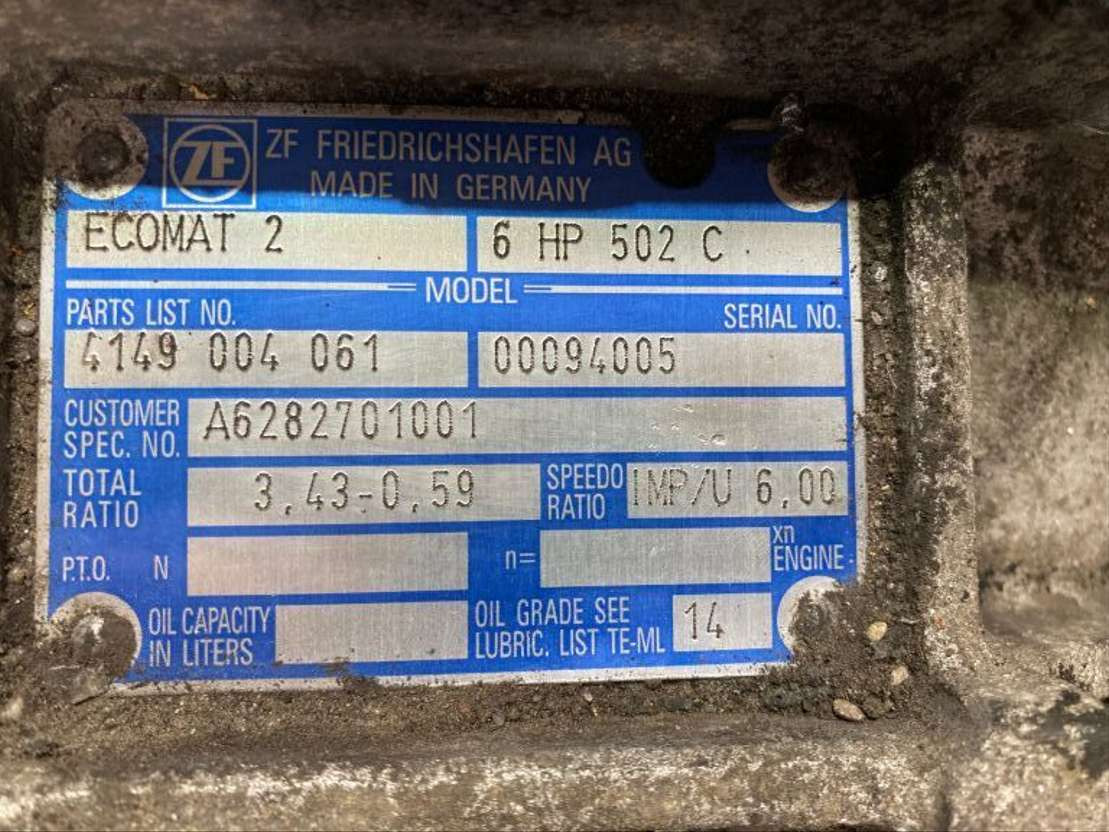 ZF
ZF FRIEDRICHSHAFEN AG
MADE IN GERMANY
ECOMAT 2
6 HP 502 C
MODEL
PARTS LIST NO.
SERIAL NO.
4149 004 061
00094005
CUSTOMER
SPEC. NO.
A6282701001
TOTAL
RATIO
3,43-0,59
SPEEDO
RATIO
IMP/U 6,00
P.T.O. N
n=
xn
ENGINE
OIL CAPACITY
IN LITERS
OIL GRADE SEE
LUBRIC. LIST TE-ML
14